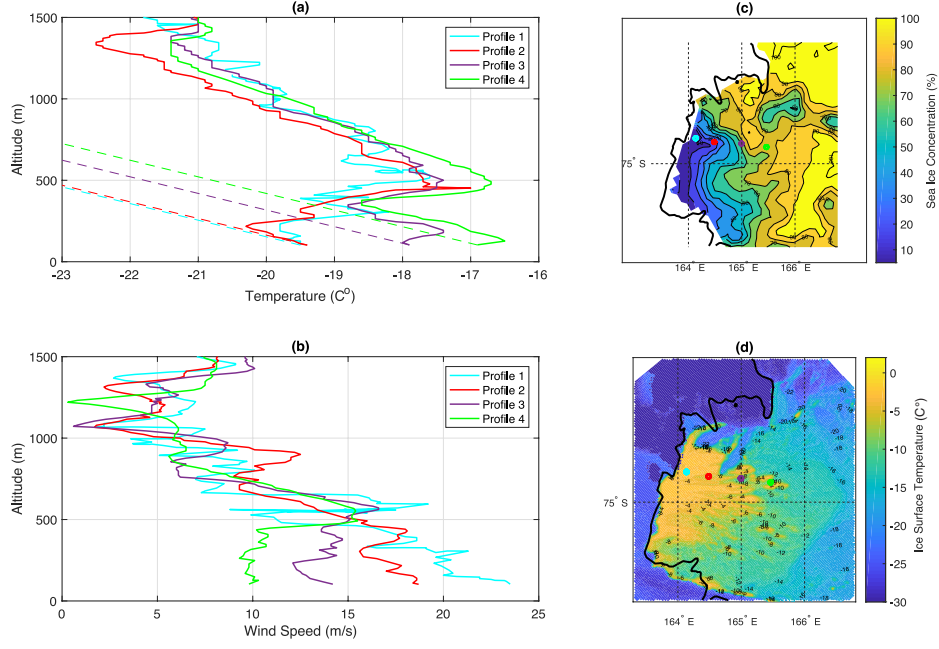 (a)
1500
1000
500
0
Altitude (m)
-23 -22 -21 -20 -19 -18 -17 -16
Temperature (C°)
Profile 1
Profile 2
Profile 3
Profile 4
(c)
75° S
164° E 165° E 166° E
100
90
80
70
60
50
40
30
20
10
Sea Ice Concentration (%)
(b)
1500
1000
500
0
Altitude (m)
0 5 10 15 20 25
Wind Speed (m/s)
Profile 1
Profile 2
Profile 3
Profile 4
(d)
75° S
164° E 165° E 166° E
0
-5
-10
-15
-20
-25
-30
Ice Surface Temperature (C°)